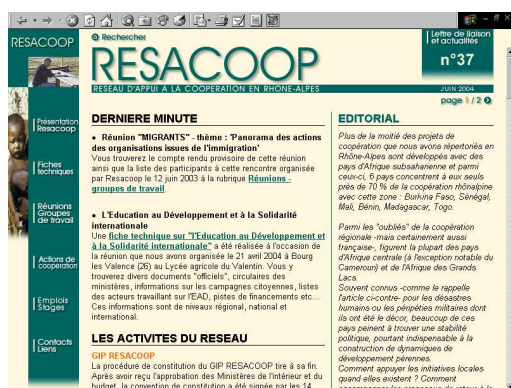 RESACOOP
Rechercher
RESACOOP
RESEAU D'APPUI A LA COOPERATION EN RHONE-ALPES
Lettre de liaison
et actualités
n°37
JUIN 2004
page 1 / 2
Présentation
Resacoop
Fiches
techniques
Réunions
Groupes
de travail
Actions de
coopération
Emplois
Stages
Contacts
Liens
DERNIERE MINUTE
• Réunion "MIGRANTS" - thème : 'Panorama des actions
des organisations issues de l'immigration'
Vous trouverez le compte rendu provisoire de cette réunion
ainsi que la liste des participants à cette rencontre organisée
par Resacoop le 12 juin 2003 à la rubrique Réunions -
groupes de travail.
• L'Education au Développement et à la Solidarité
internationale
Une fiche technique sur "l'Education au Développement et
à la Solidarité internationale" a été réalisée à l'occasion de
la réunion que nous avons organisée le 21 avril 2004 à Bourg
les Valence (26) au Lycée agricole du Valentin. Vous y
trouverez divers documents "officiels", circulaires des
ministères, informations sur les campagnes citoyennes, listes
des acteurs travaillant sur l'EAD, pistes de financements etc...
Ces informations sont de niveaux régional, national et
international.
LES ACTIVITES DU RESEAU
GIP RESACOOP
La procédure de constitution du GIP RESACOOP tire à sa fin.
Après avoir reçu l'approbation des Ministères de l'intérieur et du
budget, la convention de constitution a été signée par les 14
EDITORIAL
Plus de la moitié des projets de
coopération que nous avons répertoriés en
Rhône-Alpes sont développés avec des
pays d'Afrique subsaharienne et parmi
ceux-ci, 6 pays concentrent à eux seuls
près de 70 % de la coopération rhônalpine
avec cette zone : Burkina Faso, Sénégal,
Mali, Bénin, Madagascar, Togo.
Parmi les "oubliés" de la coopération
régionale -mais certainement aussi
française-, figurent la plupart des pays
d'Afrique centrale (à l'exception notable du
Cameroun) et de l'Afrique des Grands
Lacs.
Souvent connus -comme le rappelle
l'article ci-contre- pour les désastres
humains ou les péripéties militaires dont
ils ont été le décor, beaucoup de ces
pays peinent à trouver une stabilité
politique, pourtant indispensable à la
construction de dynamiques de
développement pérennes.
Comment appuyer les initiatives locales
quand elles existent ? Comment